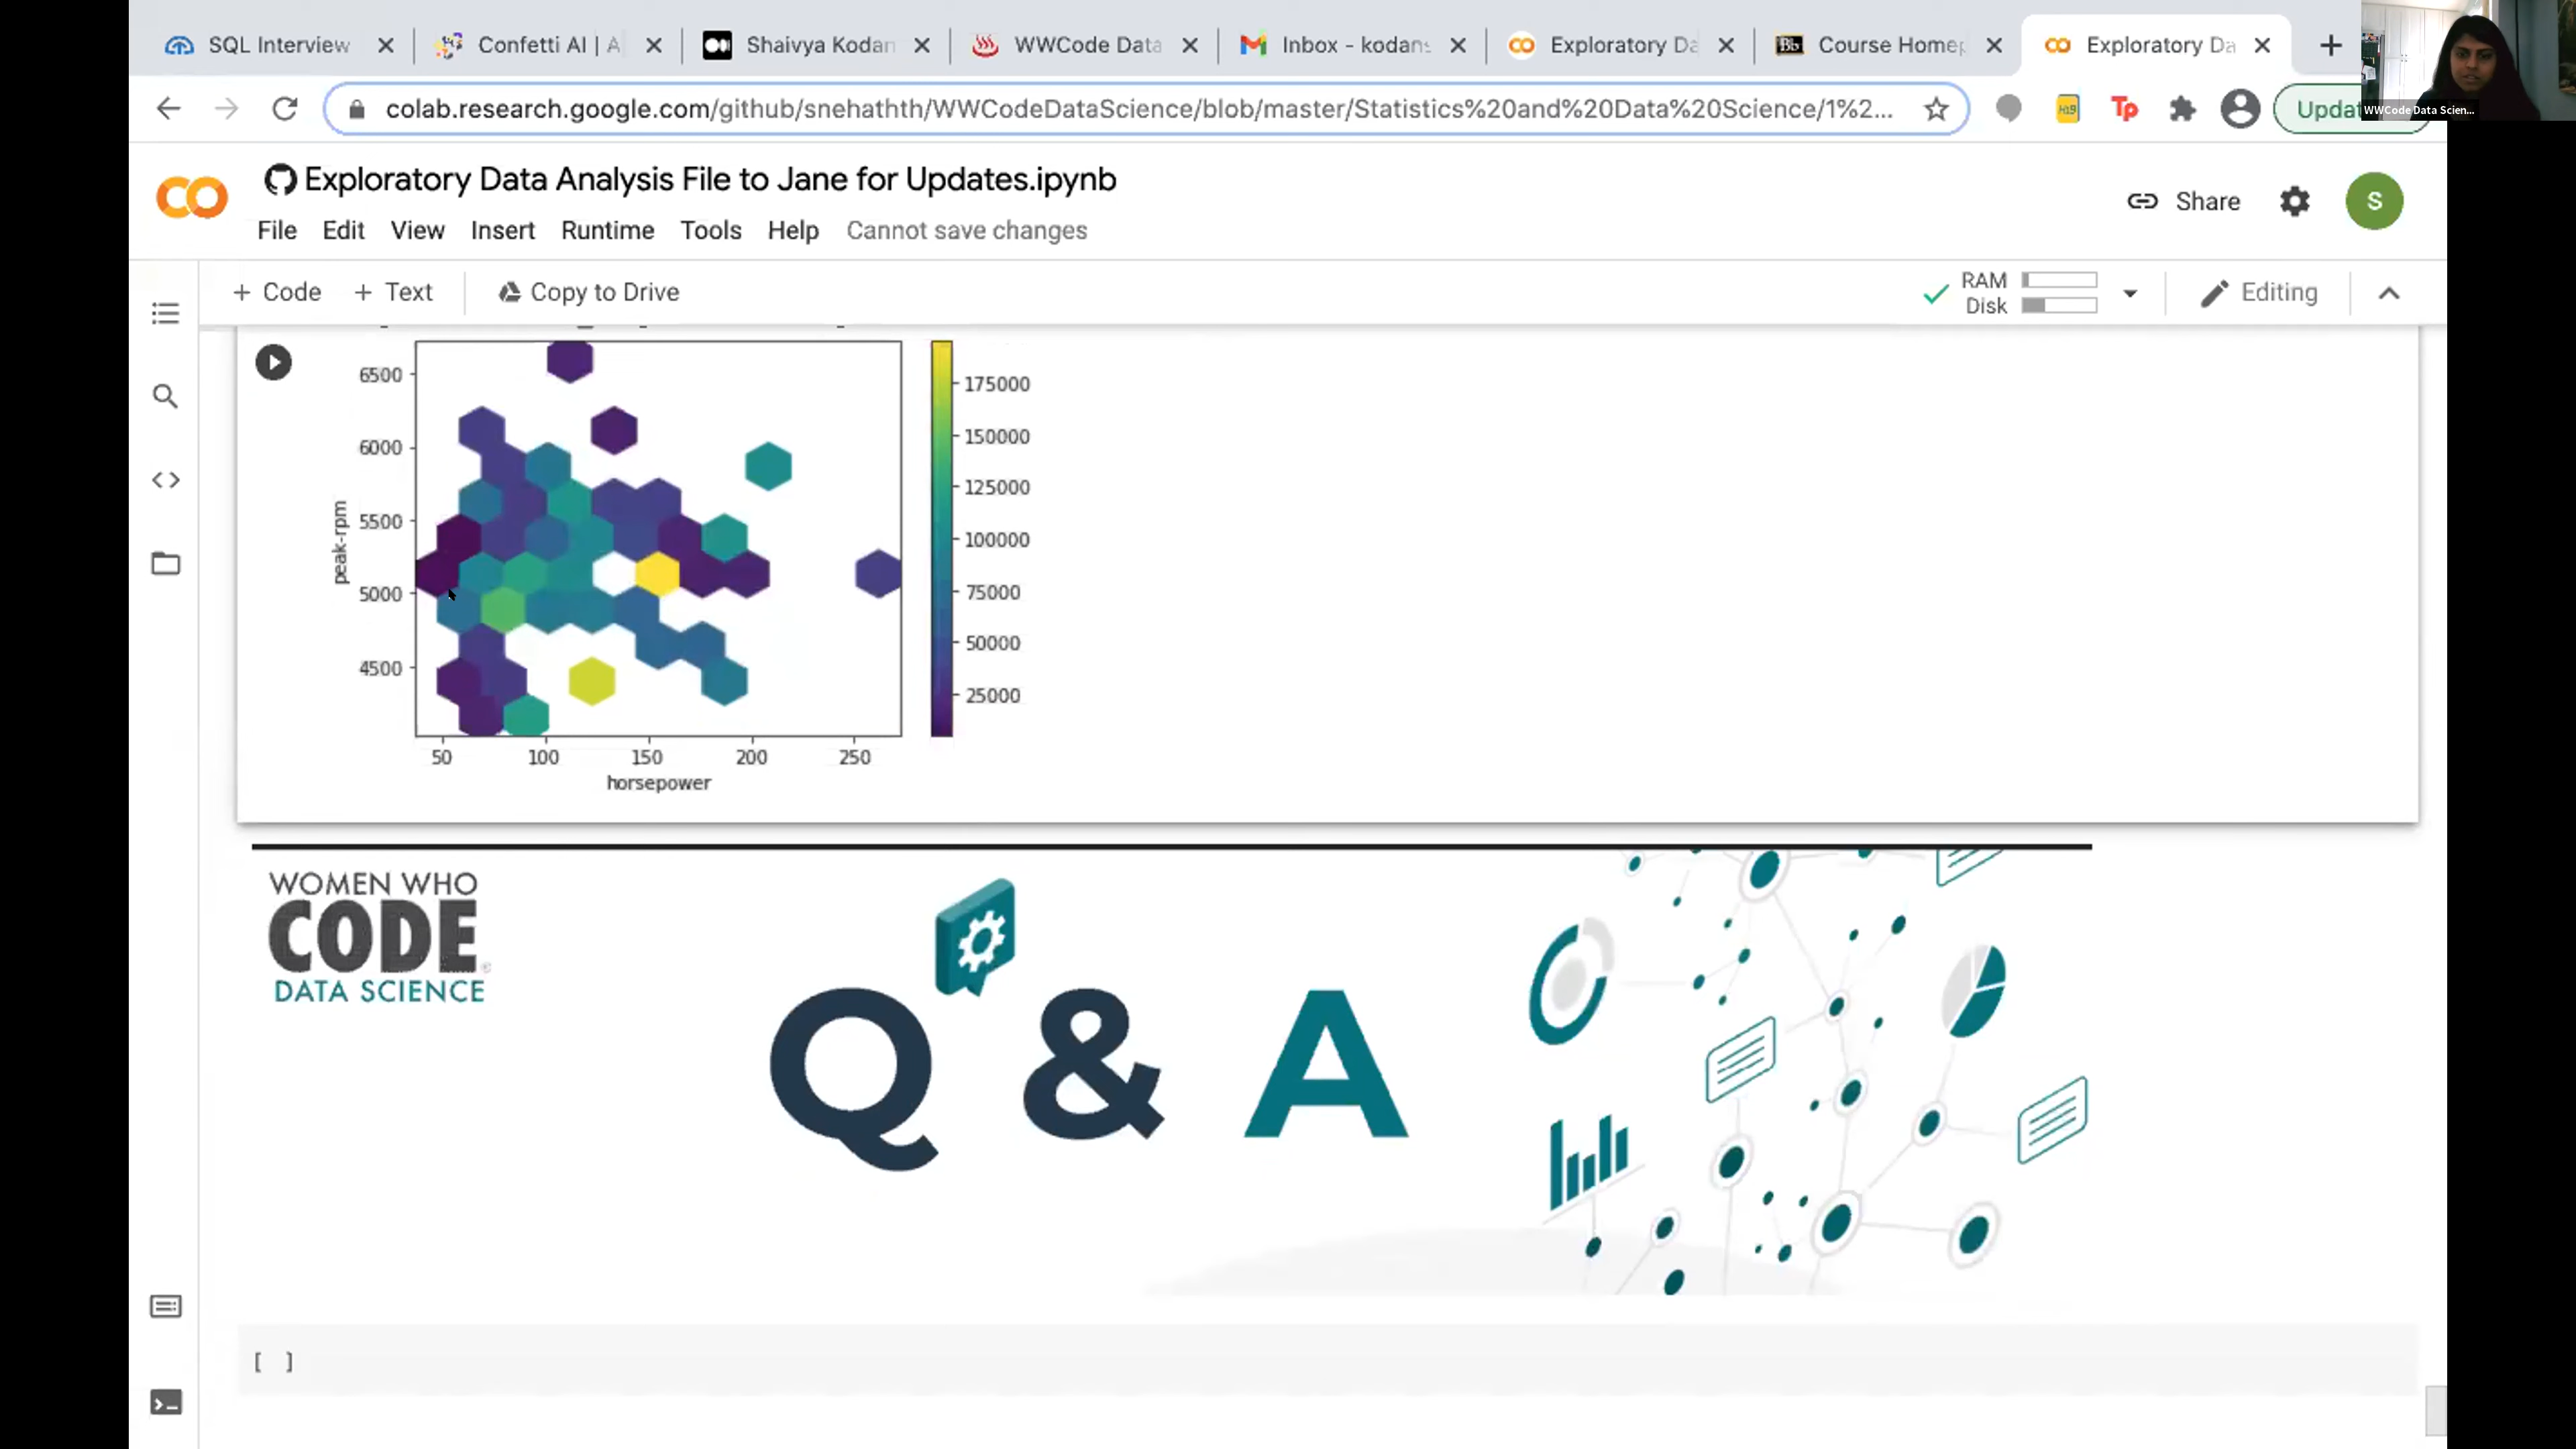 SQL Interview
Confetti AI | A
Shaivya Kodan
WWCode Data
Inbox - kodans
Exploratory Da
Course Homep
Exploratory Da
colab.research.google.com/github/snehathth/WWCodeDataScience/blob/master/Statistics%20and%20Data%20Science/1%2...
H19
Tp
Updat
WWCode Data Scien...
Exploratory Data Analysis File to Jane for Updates.ipynb
File Edit View Insert Runtime Tools Help Cannot save changes
Share
S
+ Code + Text Copy to Drive
RAM
Disk
Editing
6500
6000
5500
5000
4500
peak-rpm
50 100 150 200 250
horsepower
175000
150000
125000
100000
75000
50000
25000
WOMEN WHO
CODE
DATA SCIENCE
Q & A
[ ]